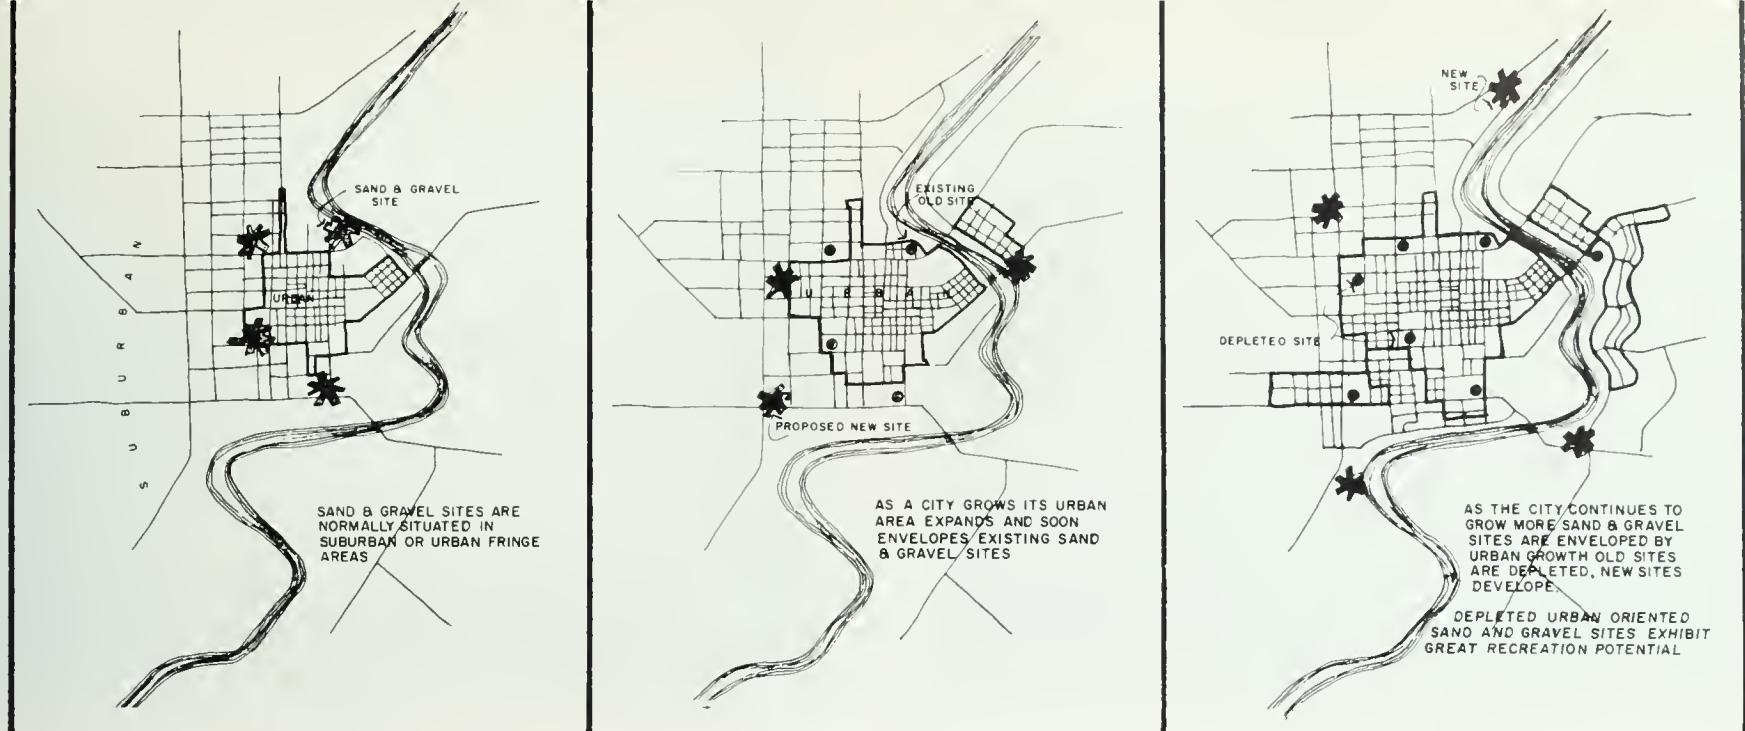 SAND & GRAVEL
SITE
URBAN
SUBURBAN
SAND & GRAVEL SITES ARE
NORMALLY SITUATED IN
SUBURBAN OR URBAN FRINGE
AREAS
EXISTING
OLD SITE
URBAN
PROPOSED NEW SITE
AS A CITY GROWS ITS URBAN
AREA EXPANDS AND SOON
ENVELOPES EXISTING SAND
& GRAVEL SITES
NEW
SITE
DEPLETED SITE
AS THE CITY CONTINUES TO
GROW MORE SAND & GRAVEL
SITES ARE ENVELOPED BY
URBAN GROWTH OLD SITES
ARE DEPLETED, NEW SITES
DEVELOPE.
DEPLETED URBAN ORIENTED
SAND AND GRAVEL SITES EXHIBIT
GREAT RECREATION POTENTIAL